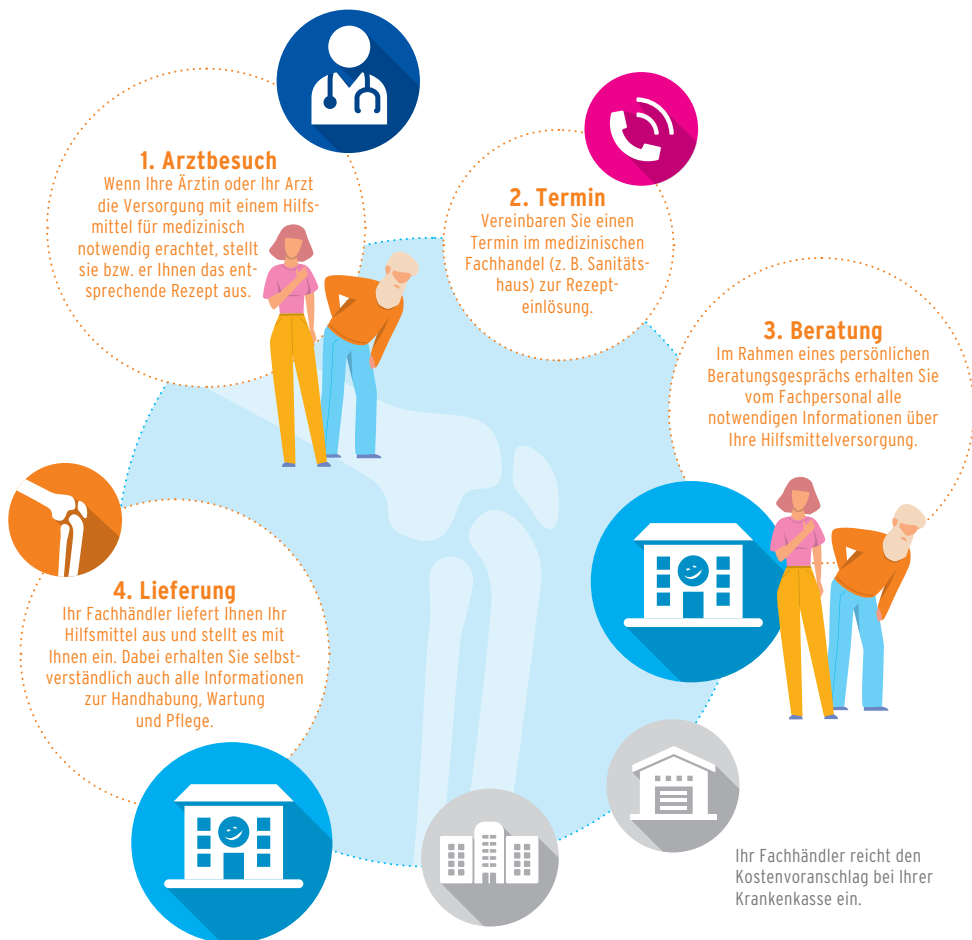 1. Arztbesuch
Wenn Ihre Ärztin oder Ihr Arzt
die Versorgung mit einem Hilfs-
mittel für medizinisch
notwendig erachtet, stellt
sie bzw. er Ihnen das ent-
sprechende Rezept aus.
2. Termin
Vereinbaren Sie einen
Termin im medizinischen
Fachhandel (z. B. Sanitäts-
haus) zur Rezept-
einlösung.
3. Beratung
Im Rahmen eines persönlichen
Beratungsgesprächs erhalten Sie
vom Fachpersonal alle
notwendigen Informationen über
Ihre Hilfsmittelversorgung.
4. Lieferung
Ihr Fachhändler liefert Ihnen Ihr
Hilfsmittel aus und stellt es mit
Ihnen ein. Dabei erhalten Sie selbst-
verständlich auch alle Informationen
zur Handhabung, Wartung
und Pflege.
Ihr Fachhändler reicht den
Kostenvoranschlag bei Ihrer
Krankenkasse ein.